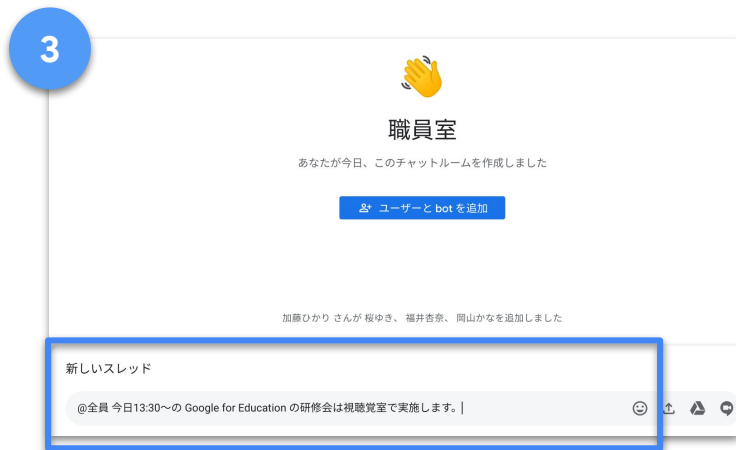 3
職員室
あなたが今日、このチャットルームを作成しました
ユーザーと bot を追加
加藤ひかり さんが 桜ゆき、 福井杏奈、 岡山かなを追加しました
新しいスレッド
@全員 今日13:30〜の Google for Education の研修会は視聴覚室で実施します。